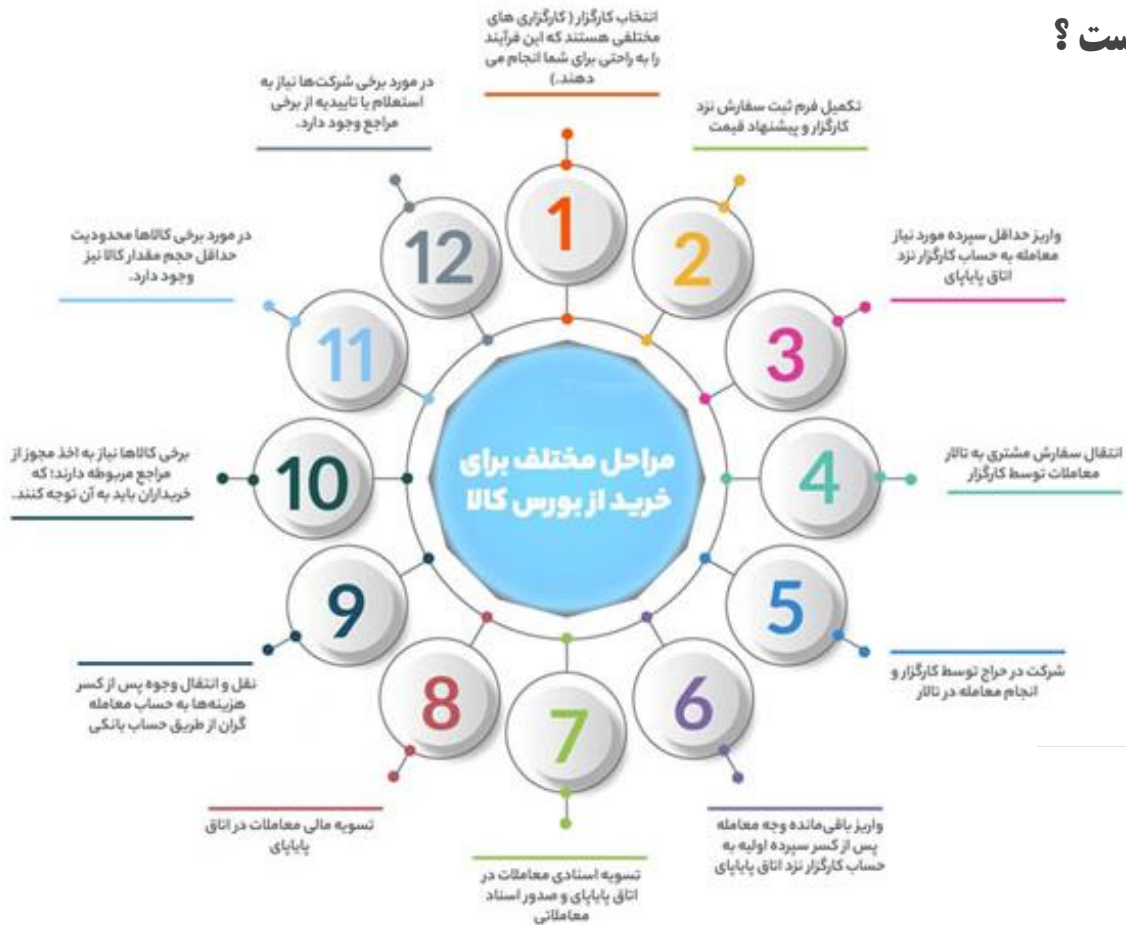 ست ؟
مراحل مختلف برای
خرید از بورس کالا
1
انتخاب کارگزار ( کارگزاری های
مختلفی هستند که این فرآیند
را به راحتی برای شما انجام می
دهند.)
2
تکمیل فرم ثبت سفارش نزد
کارگزار و پیشنهاد قیمت
3
واریز حداقل سپرده مورد نیاز
معامله به حساب کارگزار نزد
اتاق پایاپای
4
انتقال سفارش مشتری به تالار
معاملات توسط کارگزار
5
شرکت در حراج توسط کارگزار و
انجام معامله در تالار
6
واریز باقی‌مانده وجه معامله
پس از کسر سپرده اولیه به
حساب کارگزار نزد اتاق پایاپای
7
تسویه اسنادی معاملات در
اتاق پایاپای و صدور اسناد
معاملاتی
8
تسویه مالی معاملات در اتاق
پایاپای
9
نقل و انتقال وجوه پس از کسر
هزینه‌ها به حساب معامله
گران از طریق حساب بانکی
10
برخی کالاها نیاز به اخذ مجوز از
مراجع مربوطه دارند؛ که
خریداران باید به آن توجه کنند.
11
در مورد برخی کالاها محدودیت
حداقل حجم مقدار کالا نیز
وجود دارد.
12
در مورد برخی شرکت‌ها نیاز به
استعلام یا تاییدیه از برخی
مراجع وجود دارد.